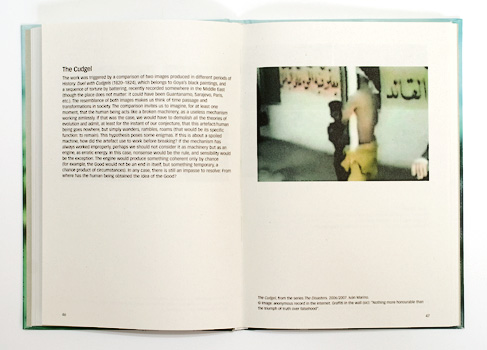 The Cudgel
The work was triggered by a comparison of two images produced in different periods of
History: Duel with Cudgels (1820-1823), which belongs to Goya's black paintings, and
a sequence of torture by battering, recently recorded somewhere in the Middle East
(though the place does not matter: it could have been Guantanamo, Sarajevo, Paris,
etc.) The resemblance of both images makes us think of time passage and
transformations in society. The comparison invites us to imagine, for at least one
moment, that the human being acts like a broken machinery, as a useless mechanism
working aimlessly. If that was the case, we would have to demolish all the theories of
evolution and admit, at least for the instant of our conjecture, that this artefact/human
being goes nowhere, but simply wanders, rambles, roams (that would be its specific
function: to roam). This hypothesis poses some enigmas. If this is about a spoiled
machine, how did the artefact use to work before breaking? If the mechanism has
always worked improperly, perhaps we should not consider it as machinery but as an
engine, as erratic energy. In this case, nonsense would be the rule, and sensibility would
be the exception. The engine would produce something coherent only by chance
(for example, the Good would not be an end in itself, but something temporary, a
chance product of circumstances). In any case, there is still an impasse to resolve: From
where has the human being obtained the idea of the Good?
القائد
The Cudgel, from the series The Disasters, 2006/2007. Iván Marino.
Image: anonymous record in the Internet. Graffiti in the wall (sic): "Nothing more honourable than
the triumph of truth over falsehood".
66
67